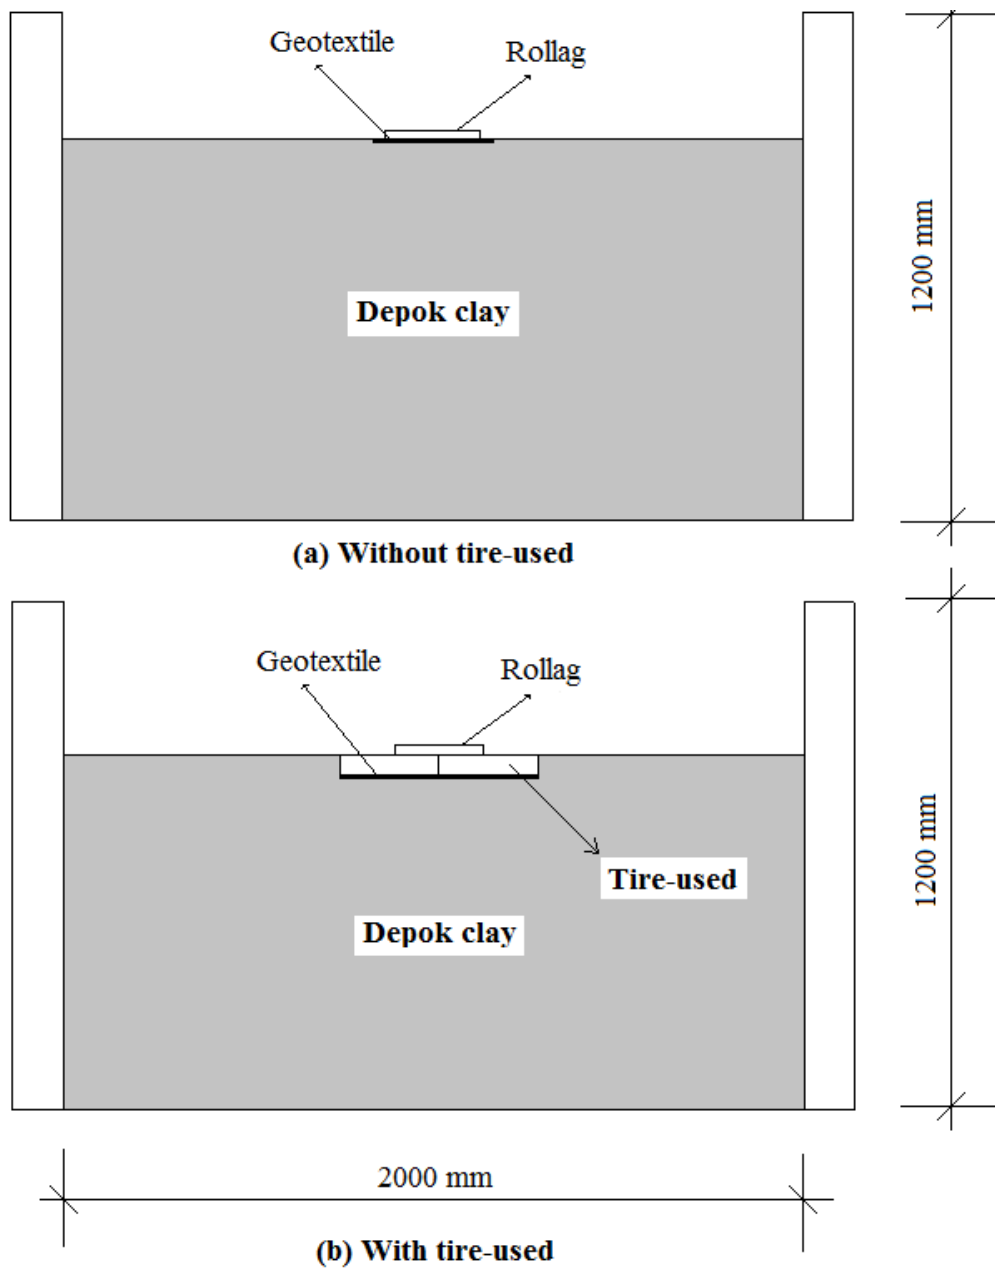 Geotextile
Rollag
Depok clay
1200 mm
(a) Without tire-used
Geotextile
Rollag
Tire-used
Depok clay
1200 mm
2000 mm
(b) With tire-used